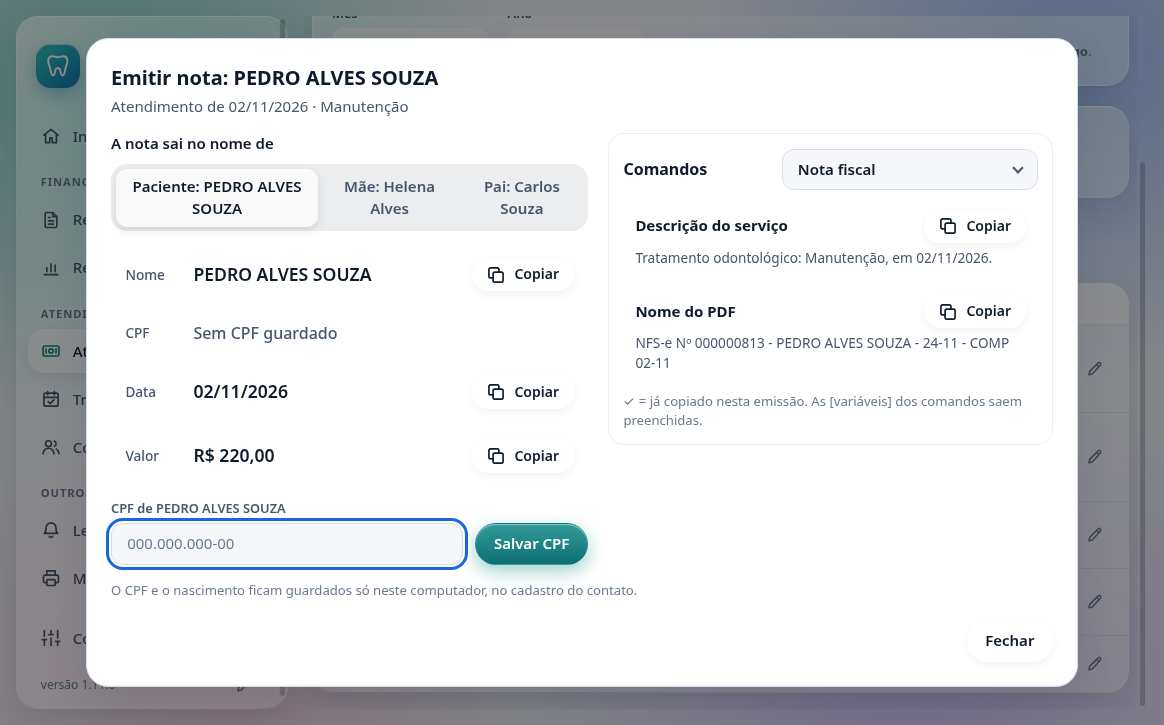 Emitir nota: PEDRO ALVES SOUZA
Atendimento de 02/11/2026 · Manutenção
A nota sai no nome de
Paciente: PEDRO ALVES
SOUZA
Mãe: Helena
Alves
Pai: Carlos
Souza
Nome
PEDRO ALVES SOUZA
Copiar
CPF
Sem CPF guardado
Data
02/11/2026
Copiar
Valor
R$ 220,00
Copiar
CPF de PEDRO ALVES SOUZA
000.000.000-00
Salvar CPF
O CPF e o nascimento ficam guardados só neste computador, no cadastro do contato.
Comandos
Nota fiscal
Descrição do serviço
Copiar
Tratamento odontológico: Manutenção, em 02/11/2026.
Nome do PDF
Copiar
NFS-e Nº 000000813 - PEDRO ALVES SOUZA - 24-11 - COMP
02-11
✓ = já copiado nesta emissão. As [variáveis] dos comandos saem
preenchidas.
Fechar